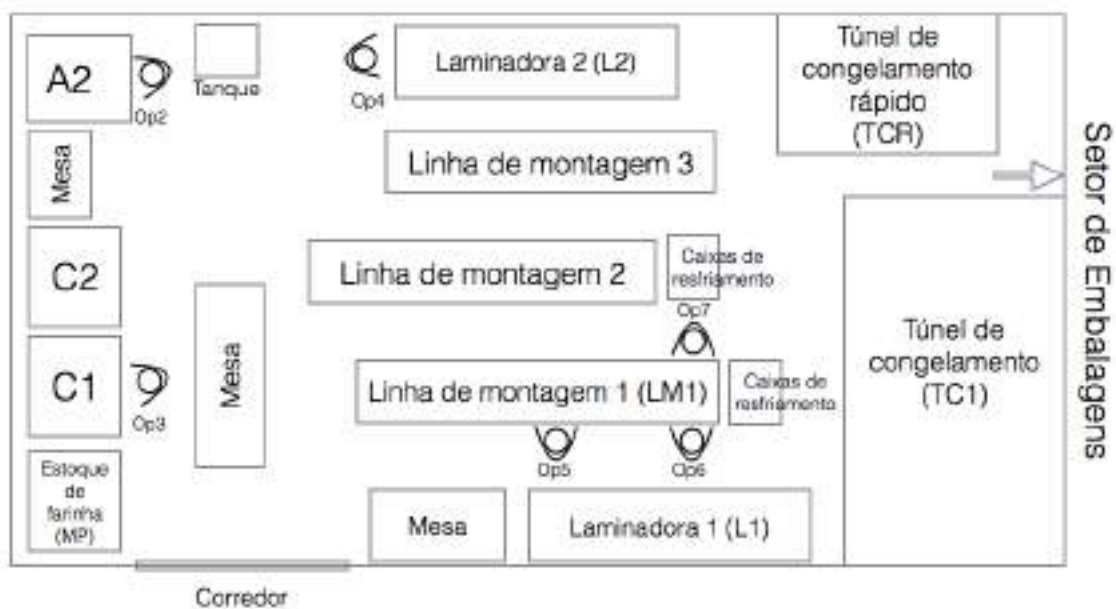 A2
Op2
Tanque
Op4
Laminadora 2 (L2)
Túnel de
congelamento
rápido
(TCR)
Mesa
Linha de montagem 3
C2
Mesa
Linha de montagem 2
Caixas de
resfriamento
Op7
C1
Op3
Linha de montagem 1 (LM1)
Caixas de
resfriamento
Op5
Op6
Túnel de
congelamento
(TC1)
Setor de Embalagens
Estoque
de
farinha
(MP)
Mesa
Laminadora 1 (L1)
Corredor